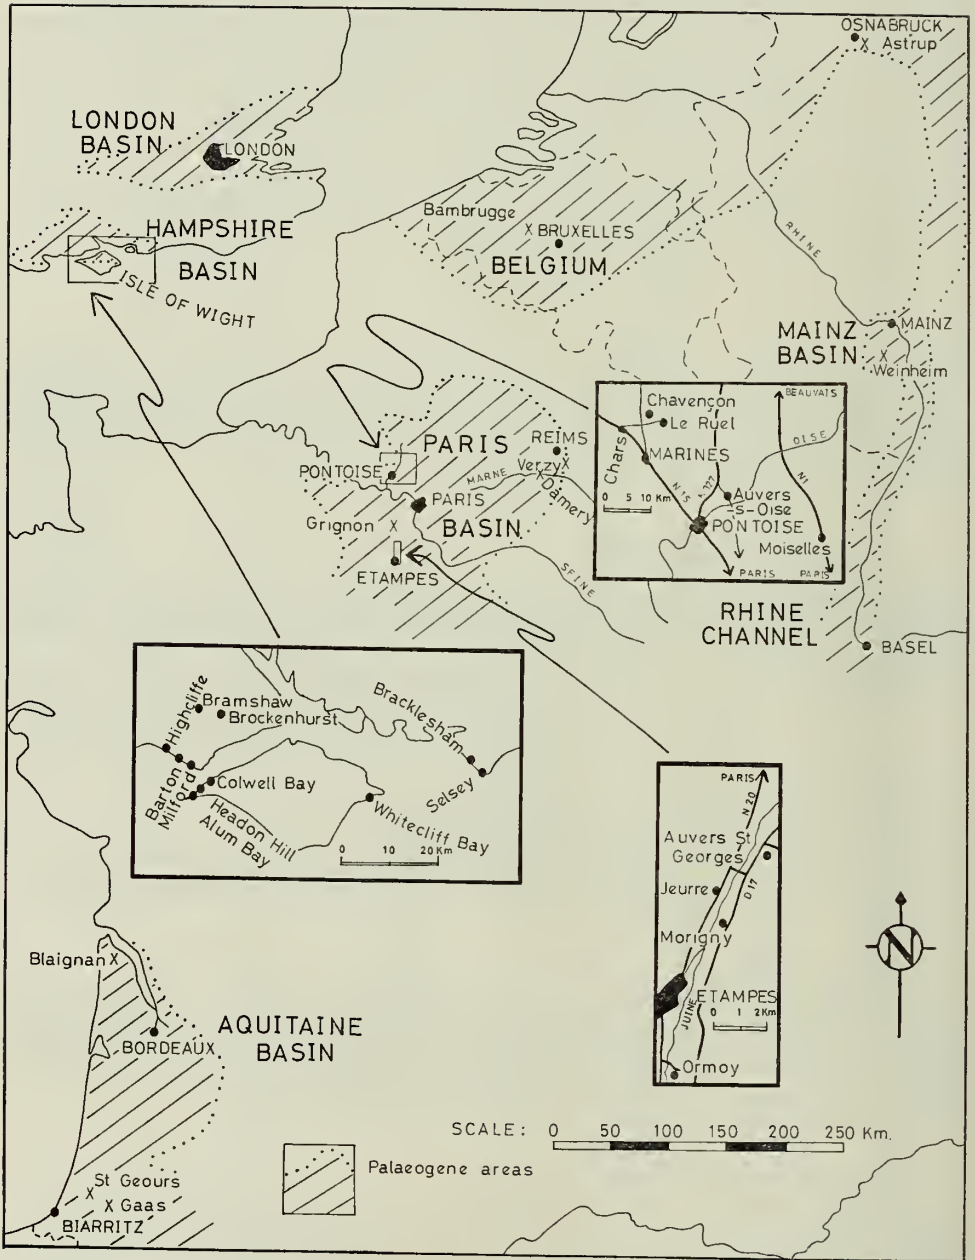 OSNABRUCK
X Astrup
LONDON
BASIN
LONDON
HAMPSHIRE
BASIN
ISLE OF WIGHT
Bambrugge
X BRUXELLES
BELGIUM
RHINE
MAINZ
BASIN
MAINZ
X
Weinheim
PARIS
BASIN
REIMS
Verzy X
X Damery
MARNE
PONTOISE
PARIS
Grignon X
ETAMPES
SEINE
Chavençon
Le Ruel
Chars
MARINES
BEAUVAIS
OISE
N 15
N1
0 5 10 Km
Auvers
-s-Oise
PONTOISE
Moiselles
PARIS
PARIS
RHINE
CHANNEL
BASEL
Highcliffe
Bramshaw
Brockenhurst
Bracklesham
Selsey
Barton
Milford
Colwell Bay
Headon Hill
Alum Bay
Whitecliff Bay
0 10 20 Km
PARIS
N 20
Auvers St
Georges
Jeurre
D 17
Morigny
ETAMPES
JUINE
0 1 2 Km
Ormoy
N
Blaignan X
BORDEAUX
AQUITAINE
BASIN
X St Geours
X Gaas
BIARRITZ
SCALE: 0 50 100 150 200 250 Km.
Palaeogene areas